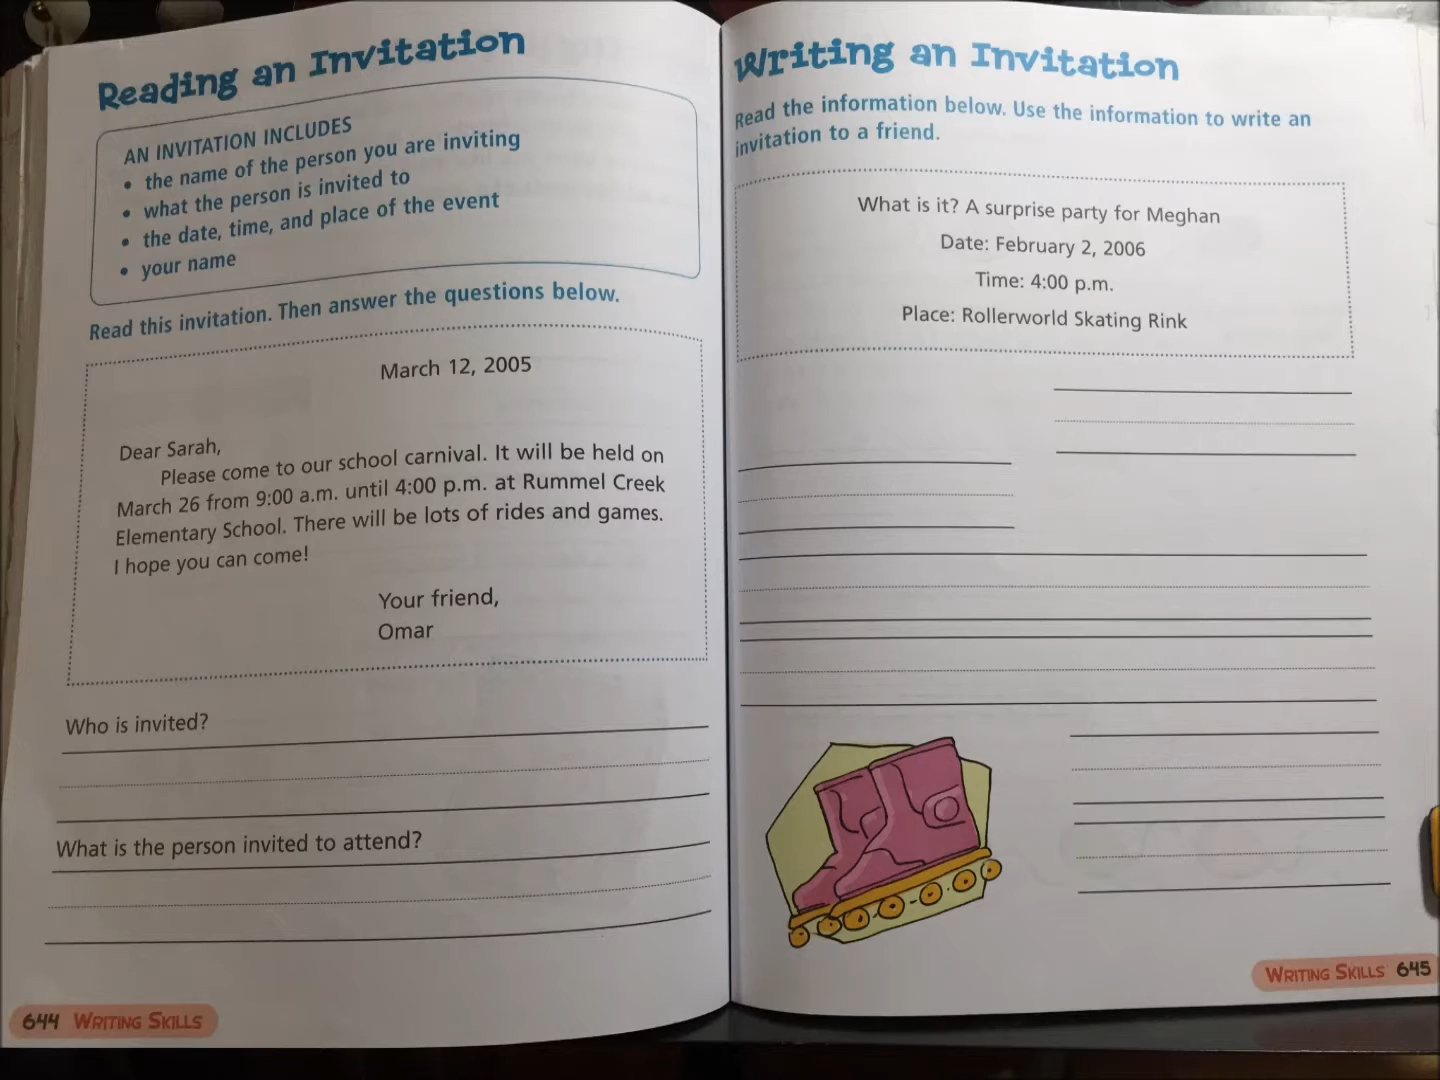 Reading an Invitation
AN INVITATION INCLUDES
• the name of the person you are inviting
• what the person is invited to
• the date, time, and place of the event
• your name
Read this invitation. Then answer the questions below.
March 12, 2005
Dear Sarah,
Please come to our school carnival. It will be held on
March 26 from 9:00 a.m. until 4:00 p.m. at Rummel Creek
Elementary School. There will be lots of rides and games.
I hope you can come!
Your friend,
Omar
Who is invited?
What is the person invited to attend?
644 WRITING SKILLS
Writing an Invitation
Read the information below. Use the information to write an
invitation to a friend.
What is it? A surprise party for Meghan
Date: February 2, 2006
Time: 4:00 p.m.
Place: Rollerworld Skating Rink
WRITING SKILLS 645